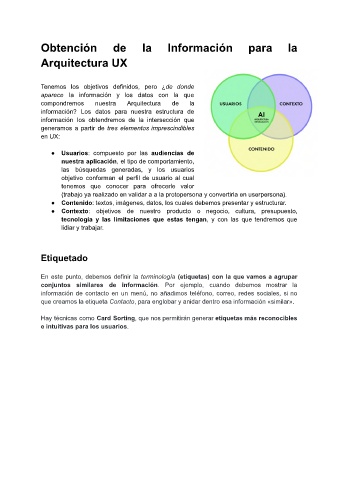 Obtención de la Información para la
Arquitectura UX
Tenemos los objetivos definidos, pero ¿de donde
aparece la información y los datos con la que
compondremos nuestra Arquitectura de la
información? Los datos para nuestra estructura de
información los obtendremos de la intersección que
generamos a partir de tres elementos imprescindibles
en UX:
USUARIOS
CONTEXTO
AI
CONTENIDO
● Usuarios: compuesto por las audiencias de
nuestra aplicación, el tipo de comportamiento,
las búsquedas generadas, y los usuarios
objetivo conforman el perfil de usuario al cual
tenemos que conocer para ofrecerle valor
(trabajo ya realizado en validar a a la protopersona y convertirla en userpersona).
● Contenido: textos, imágenes, datos, los cuales debemos presentar y estructurar.
● Contexto: objetivos de nuestro producto o negocio, cultura, presupuesto,
tecnología y las limitaciones que estas tengan, y con las que tendremos que
lidiar y trabajar.
Etiquetado
En este punto, debemos definir la terminología (etiquetas) con la que vamos a agrupar
conjuntos similares de información. Por ejemplo, cuando debemos mostrar la
información de contacto en un menú, no añadimos teléfono, correo, redes sociales, si no
que creamos la etiqueta Contacto, para englobar y anidar dentro esa información «similar».
Hay técnicas como Card Sorting, que nos permitirán generar etiquetas más reconocibles
e intuitivas para los usuarios.